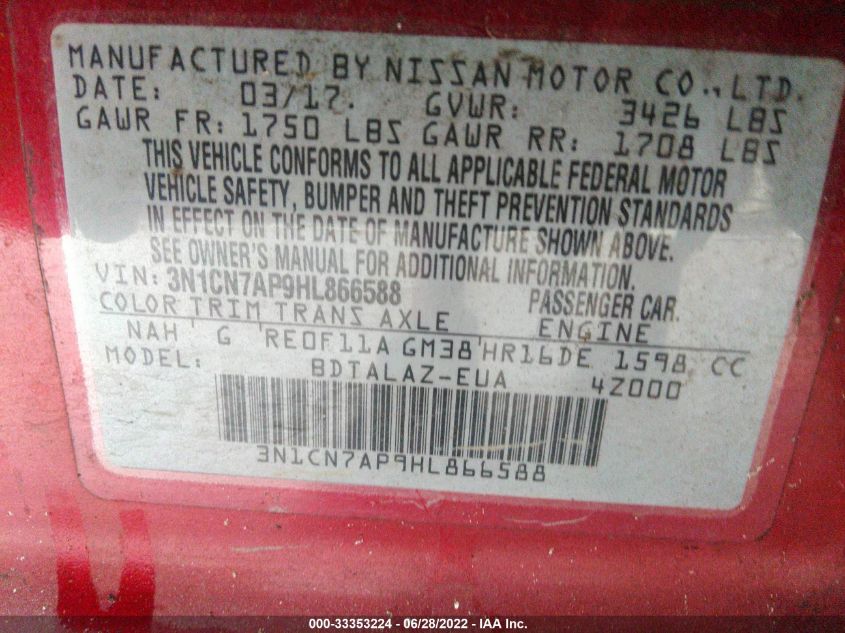 MANUFACTURED BY NISSAN MOTOR CO., LTD.
DATE: 03/17. GVWR: 3426 LBS
GAWR FR: 1750 LBS GAWR RR: 1708 LBS
THIS VEHICLE CONFORMS TO ALL APPLICABLE FEDERAL MOTOR
VEHICLE SAFETY, BUMPER AND THEFT PREVENTION STANDARDS
IN EFFECT ON THE DATE OF MANUFACTURE SHOWN ABOVE.
SEE OWNER'S MANUAL FOR ADDITIONAL INFORMATION.
VIN: 3N1CN7AP9HL866588 PASSENGER CAR.
COLOR TRIM TRANS AXLE ENGINE
NAH G RE0F11A GM38 HR16DE 1598 CC
MODEL: BDTALAZ-EUA 4Z000
3N1CN7AP9HL866588
000-33353224 - 06/28/2022 - IAA Inc.